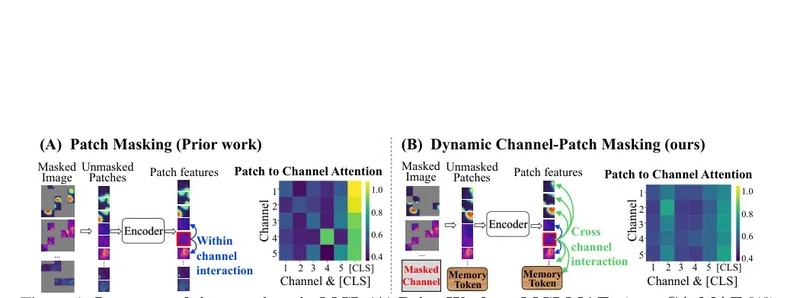 (A) Patch Masking (Prior work)
Masked Image
Unmasked Patches
Patch features
Patch to Channel Attention
...
Encoder
Within channel interaction
Channel
1
2
3
4
5
1.0
0.8
0.6
0.4
1 2 3 4 5 [CLS]
Channel & [CLS]
(B) Dynamic Channel-Patch Masking (ours)
Masked Image
Unmasked Patches
Patch features
Patch to Channel Attention
...
Encoder
Cross channel interaction
Masked Channel
Memory Token
Memory Token
Channel
1
2
3
4
5
1.0
0.8
0.6
0.4
1 2 3 4 5 [CLS]
Channel & [CLS]